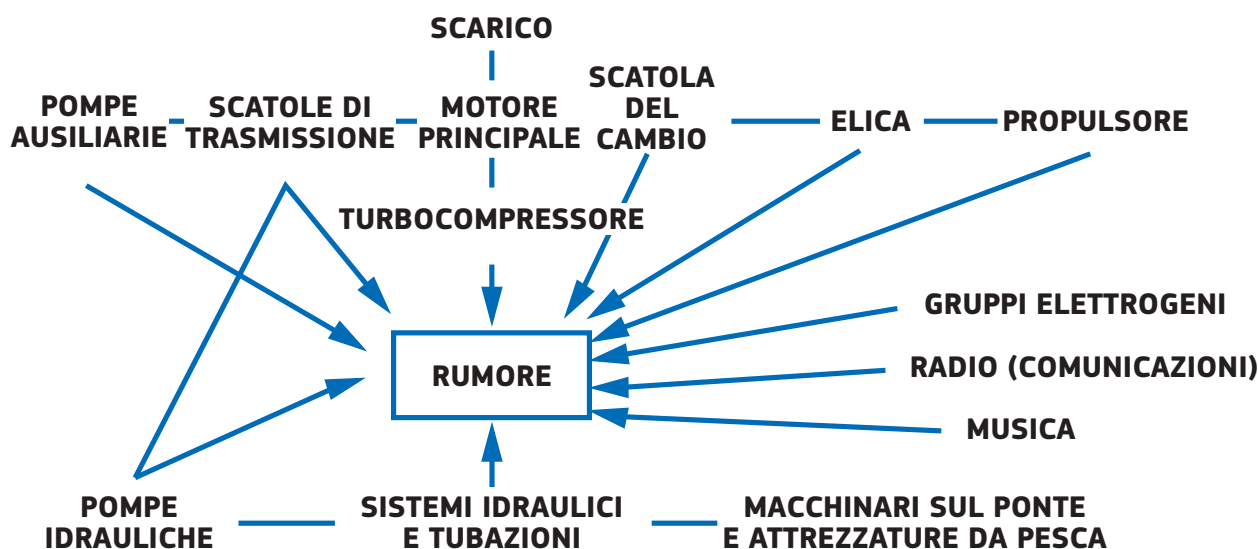 SCARICO
POMPE
AUSILIARIE
SCATOLE DI
TRASMISSIONE
MOTORE
PRINCIPALE
SCATOLA
DEL
CAMBIO
ELICA
PROPULSORE
TURBOCOMPRESSORE
GRUPPI ELETTROGENI
RADIO (COMUNICAZIONI)
MUSICA
RUMORE
POMPE
IDRAULICHE
SISTEMI IDRAULICI
E TUBAZIONI
MACCHINARI SUL PONTE
E ATTREZZATURE DA PESCA